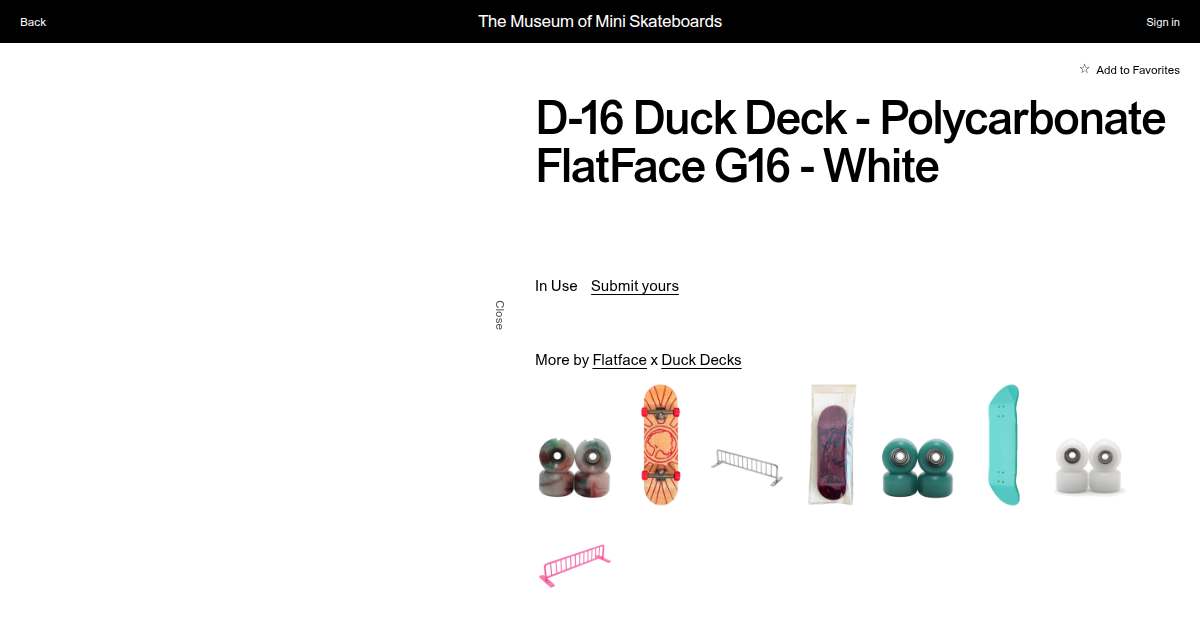 Back
The Museum of Mini Skateboards
Sign in
☆ Add to Favorites
D-16 Duck Deck - Polycarbonate
FlatFace G16 - White
In Use Submit yours
Close
More by Flatface x Duck Decks